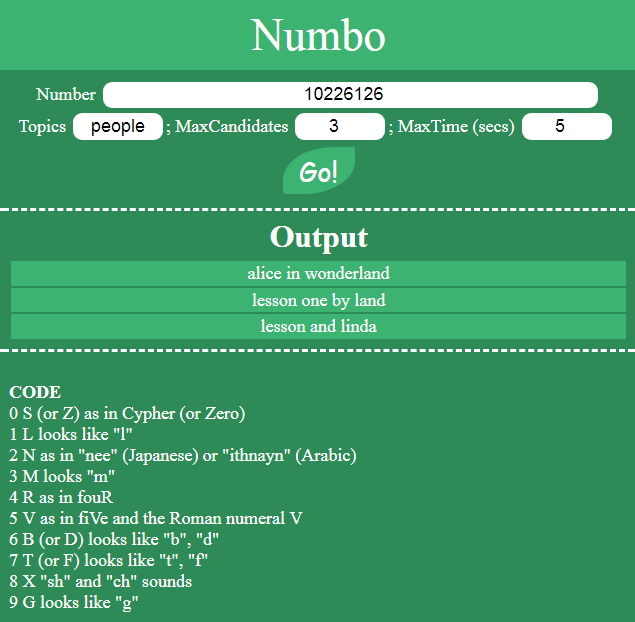 Numbo
Number 10226126
Topics people ; MaxCandidates 3 ; MaxTime (secs) 5
Go!
Output
alice in wonderland
lesson one by land
lesson and linda
CODE
0 S (or Z) as in Cypher (or Zero)
1 L looks like "l"
2 N as in "nee" (Japanese) or "ithnayn" (Arabic)
3 M looks "m"
4 R as in fouR
5 V as in fiVe and the Roman numeral V
6 B (or D) looks like "b", "d"
7 T (or F) looks like "t", "f"
8 X "sh" and "ch" sounds
9 G looks like "g"